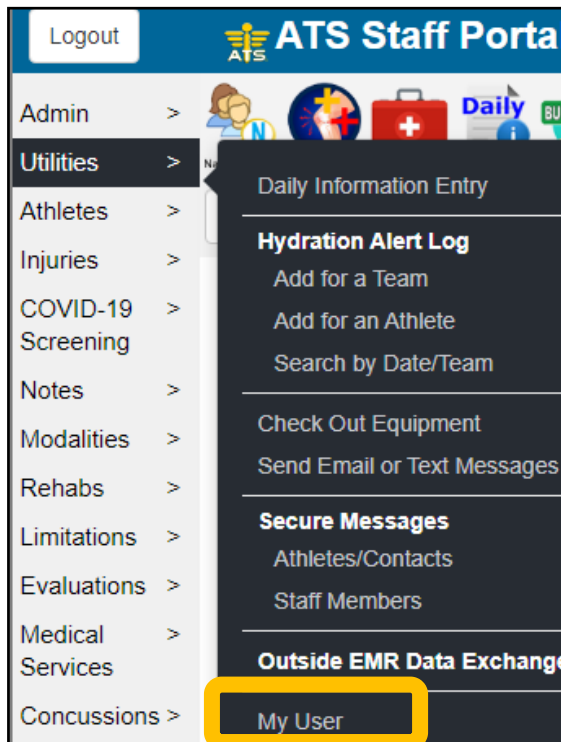 Logout
ATS
ATS Staff Porta
Daily
N
Admin >
Utilities >
Athletes >
Injuries >
COVID-19 >
Screening
Notes >
Modalities >
Rehabs >
Limitations >
Evaluations >
Medical >
Services
Concussions >
Daily Information Entry
Hydration Alert Log
Add for a Team
Add for an Athlete
Search by Date/Team
Check Out Equipment
Send Email or Text Messages
Secure Messages
Athletes/Contacts
Staff Members
Outside EMR Data Exchange
My User